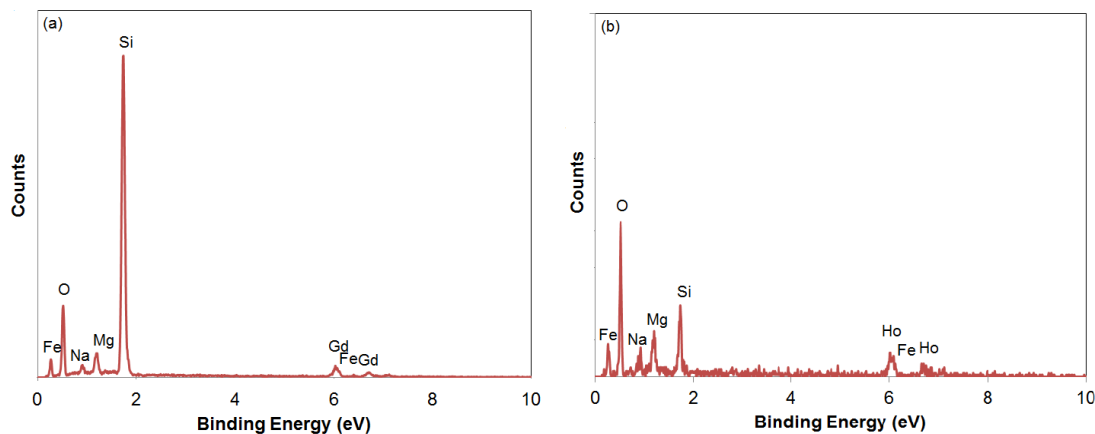 (a)
Si
O
Fe
Na
Mg
Gd
Fe
Gd
Counts
0
2
4
6
8
10
Binding Energy (eV)
(b)
O
Fe
Na
Mg
Si
Ho
Fe
Ho
Counts
0
2
4
6
8
10
Binding Energy (eV)